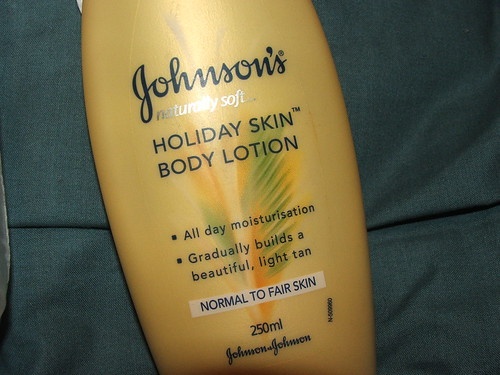 Johnson's®
naturally soft...
HOLIDAY SKIN™
BODY LOTION
▪ All day moisturisation
▪ Gradually builds a
beautiful, light tan
NORMAL TO FAIR SKIN
250ml
Johnson & Johnson